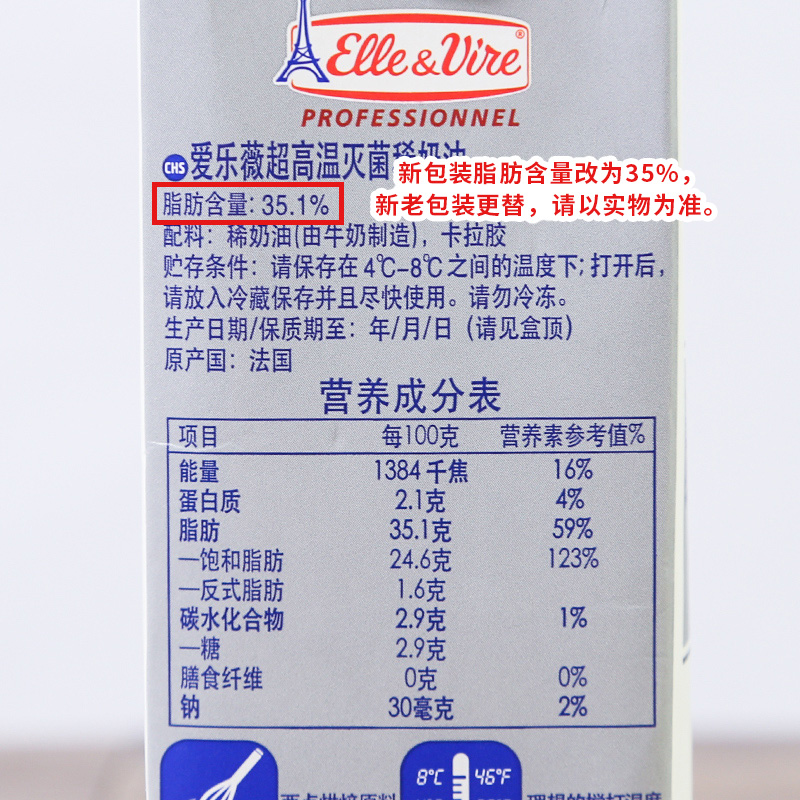 Elle&Vire®
PROFESSIONNEL
CHS 爱乐薇超高温灭菌稀奶油
新包装脂肪含量改为35%，
新老包装更替，请以实物为准。
脂肪含量: 35.1%
配料：稀奶油(由牛奶制造)，卡拉胶
贮存条件：请保存在4℃-8℃之间的温度下; 打开后，
请放入冷藏保存并且尽快使用。请勿冷冻。
生产日期/保质期至：年/月/日（请见盒顶）
原产国：法国
营养成分表
项目 每100克 营养素参考值%
能量 1384千焦 16%
蛋白质 2.1克 4%
脂肪 35.1克 59%
—饱和脂肪 24.6克 123%
—反式脂肪 1.6克
碳水化合物 2.9克 1%
—糖 2.9克
膳食纤维 0克 0%
钠 30毫克 2%
8℃ 46°F